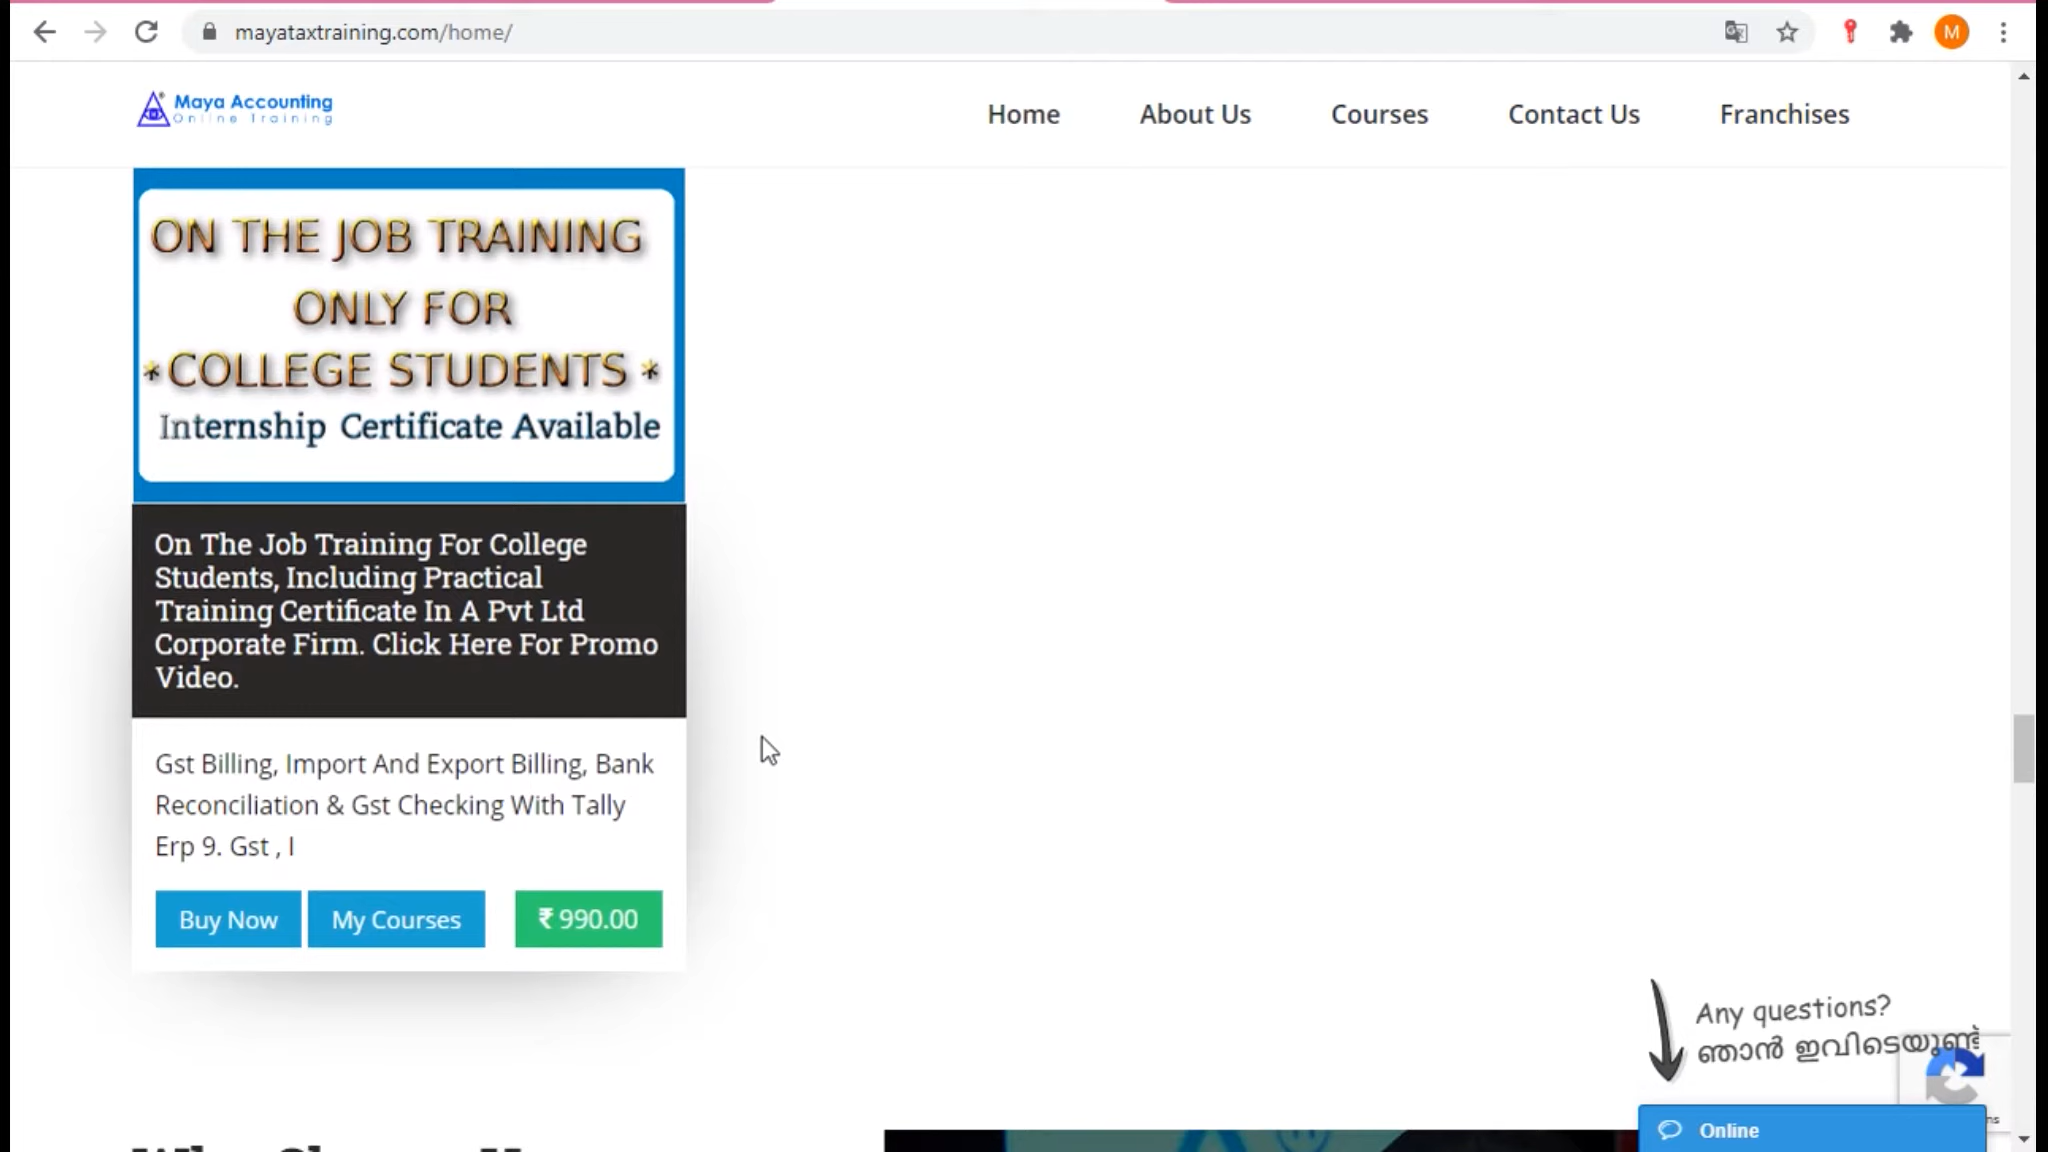 mayataxtraining.com/home/
M
Maya Accounting
Online Training
Home
About Us
Courses
Contact Us
Franchises
ON THE JOB TRAINING
ONLY FOR
*COLLEGE STUDENTS *
Internship Certificate Available
On The Job Training For College
Students, Including Practical
Training Certificate In A Pvt Ltd
Corporate Firm. Click Here For Promo
Video.
Gst Billing, Import And Export Billing, Bank
Reconciliation & Gst Checking With Tally
Erp 9. Gst , I
Buy Now
My Courses
₹ 990.00
Any questions?
ഞാൻ ഇവിടെയുണ്ട്
Online